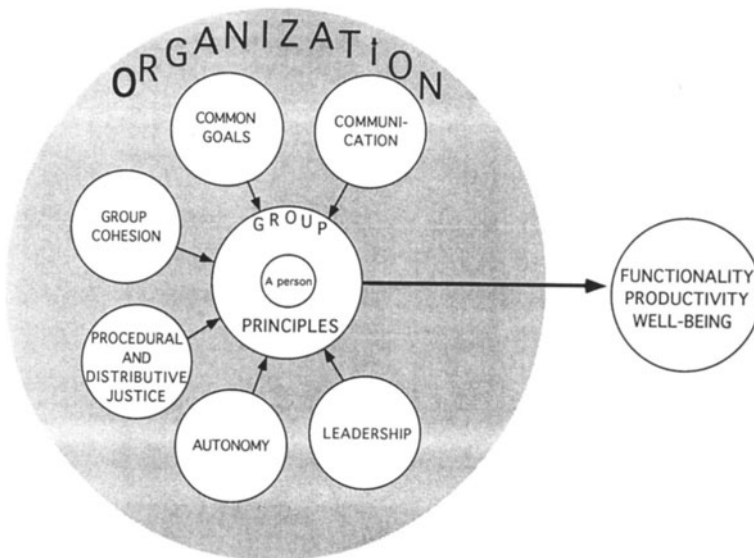 ORGANIZATION
COMMON
GOALS
COMMUNI-
CATION
GROUP
COHESION
GROUP
A person
PRINCIPLES
PROCEDURAL
AND
DISTRIBUTIVE
JUSTICE
AUTONOMY
LEADERSHIP
FUNCTIONALITY
PRODUCTIVITY
WELL-BEING